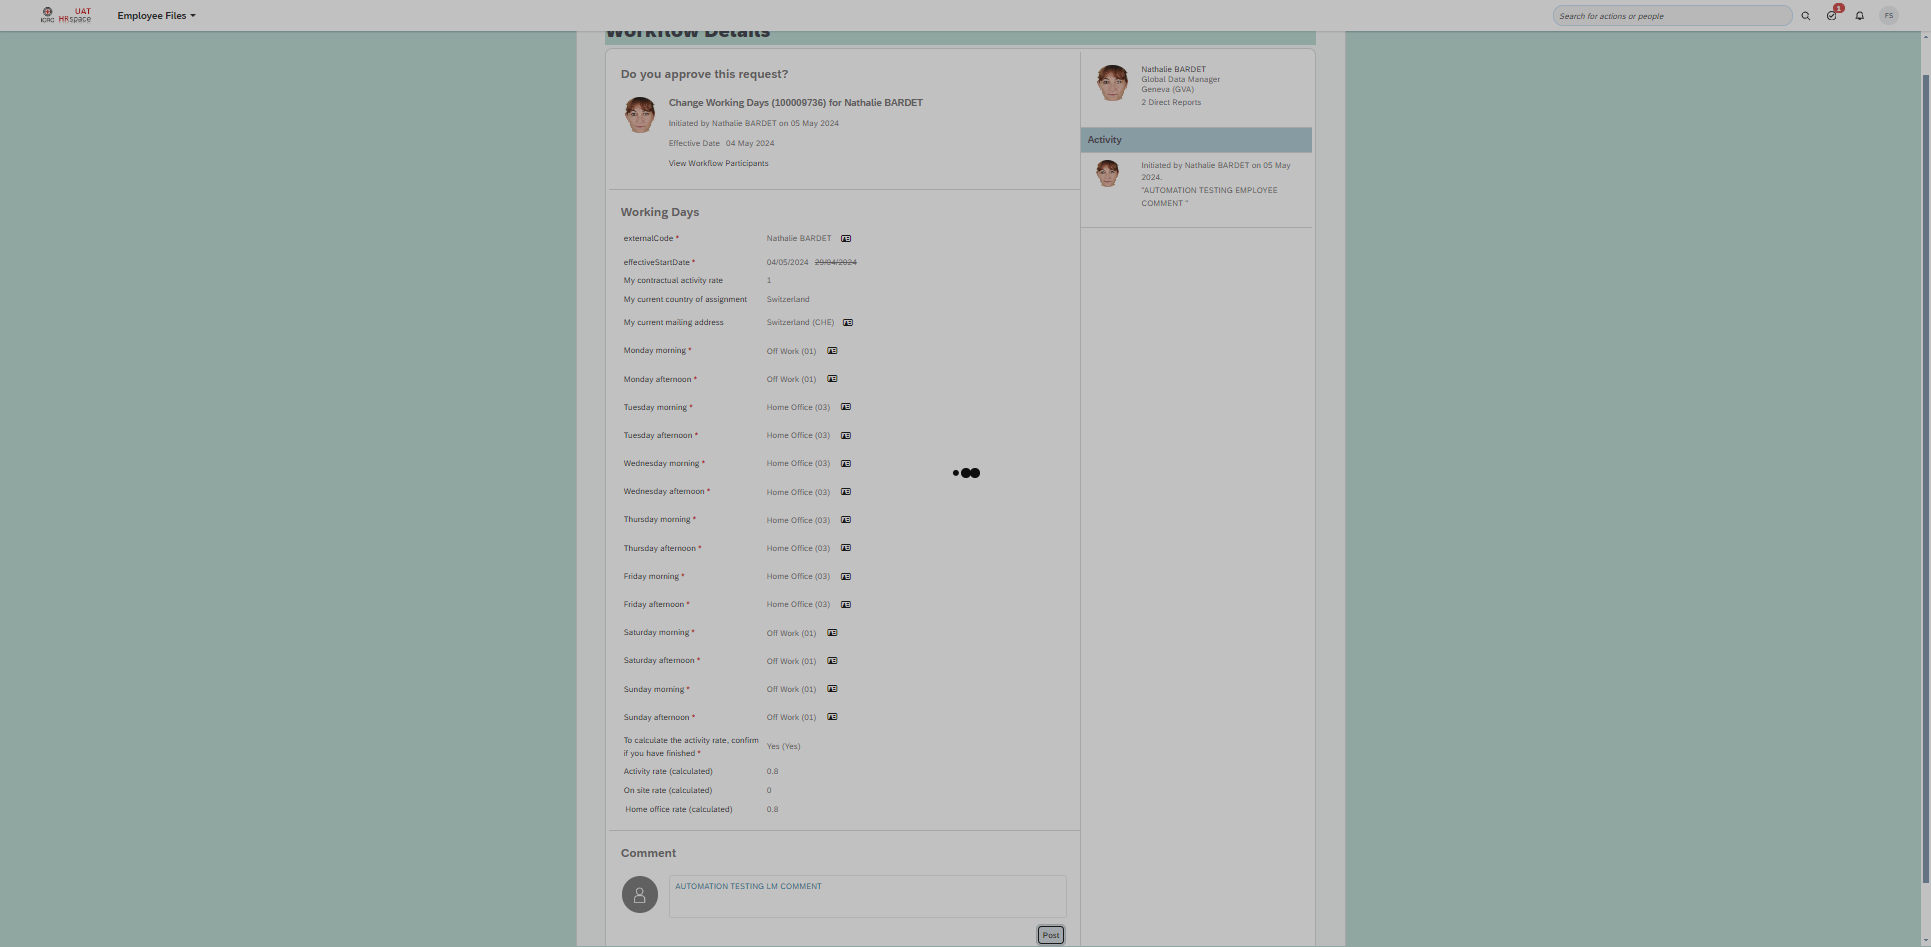 ICRC
UAT
HRspace
Employee Files
Search for actions or people
1
FS
Workflow Details
Do you approve this request?
Change Working Days (100009736) for Nathalie BARDET
Initiated by Nathalie BARDET on 05 May 2024
Effective Date 04 May 2024
View Workflow Participants
Nathalie BARDET
Global Data Manager
Geneva (GVA)
2 Direct Reports
Activity
Initiated by Nathalie BARDET on 05 May
2024.
"AUTOMATION TESTING EMPLOYEE
COMMENT "
Working Days
externalCode * Nathalie BARDET
effectiveStartDate * 04/05/2024 29/04/2024
My contractual activity rate 1
My current country of assignment Switzerland
My current mailing address Switzerland (CHE)
Monday morning * Off Work (01)
Monday afternoon * Off Work (01)
Tuesday morning * Home Office (03)
Tuesday afternoon * Home Office (03)
Wednesday morning * Home Office (03)
Wednesday afternoon * Home Office (03)
Thursday morning * Home Office (03)
Thursday afternoon * Home Office (03)
Friday morning * Home Office (03)
Friday afternoon * Home Office (03)
Saturday morning * Off Work (01)
Saturday afternoon * Off Work (01)
Sunday morning * Off Work (01)
Sunday afternoon * Off Work (01)
To calculate the activity rate, confirm
if you have finished * Yes (Yes)
Activity rate (calculated) 0.8
On site rate (calculated) 0
Home office rate (calculated) 0.8
Comment
AUTOMATION TESTING LM COMMENT
Post